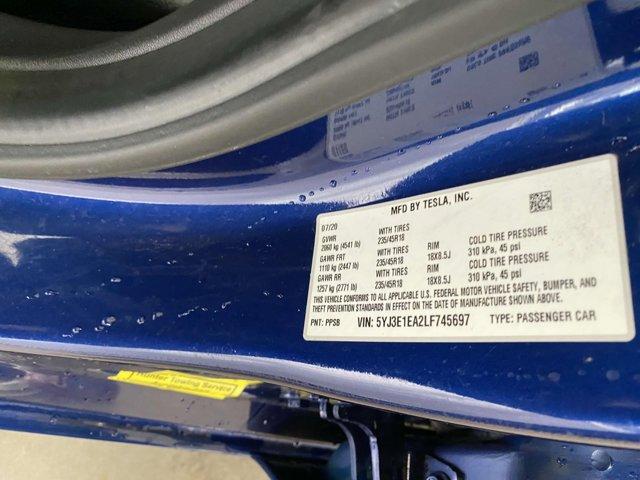 MFD BY TESLA, INC.
07/20
GVWR WITH TIRES RIM COLD TIRE PRESSURE
2060 kg (4541 lb) 235/45R18 18X8.5J 310 kPa, 45 psi
GAWR FRT WITH TIRES RIM COLD TIRE PRESSURE
1110 kg (2447 lb) 235/45R18 18X8.5J 310 kPa, 45 psi
GAWR RR WITH TIRES
1257 kg (2771 lb) 235/45R18
THIS VEHICLE CONFORMS TO ALL APPLICABLE U.S. FEDERAL MOTOR VEHICLE SAFETY, BUMPER, AND
THEFT PREVENTION STANDARDS IN EFFECT ON THE DATE OF MANUFACTURE SHOWN ABOVE.
PNT: PPSB VIN: 5YJ3E1EA2LF745697 TYPE: PASSENGER CAR
Hunter Towing Service